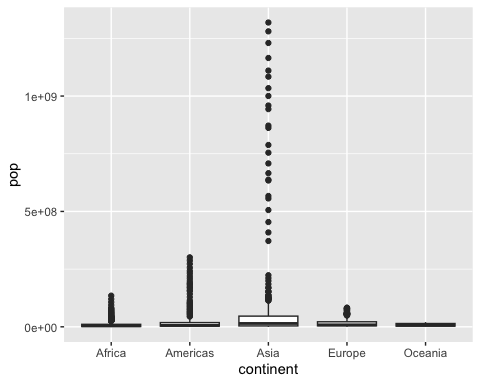 1e+09
pop
5e+08
0e+00
Africa Americas Asia Europe Oceania
continent